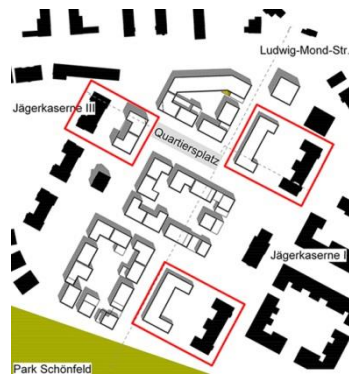 Ludwig-Mond-Str.
Jägerkaserne III
Quartiersplatz
Jägerkaserne I
Park Schönfeld